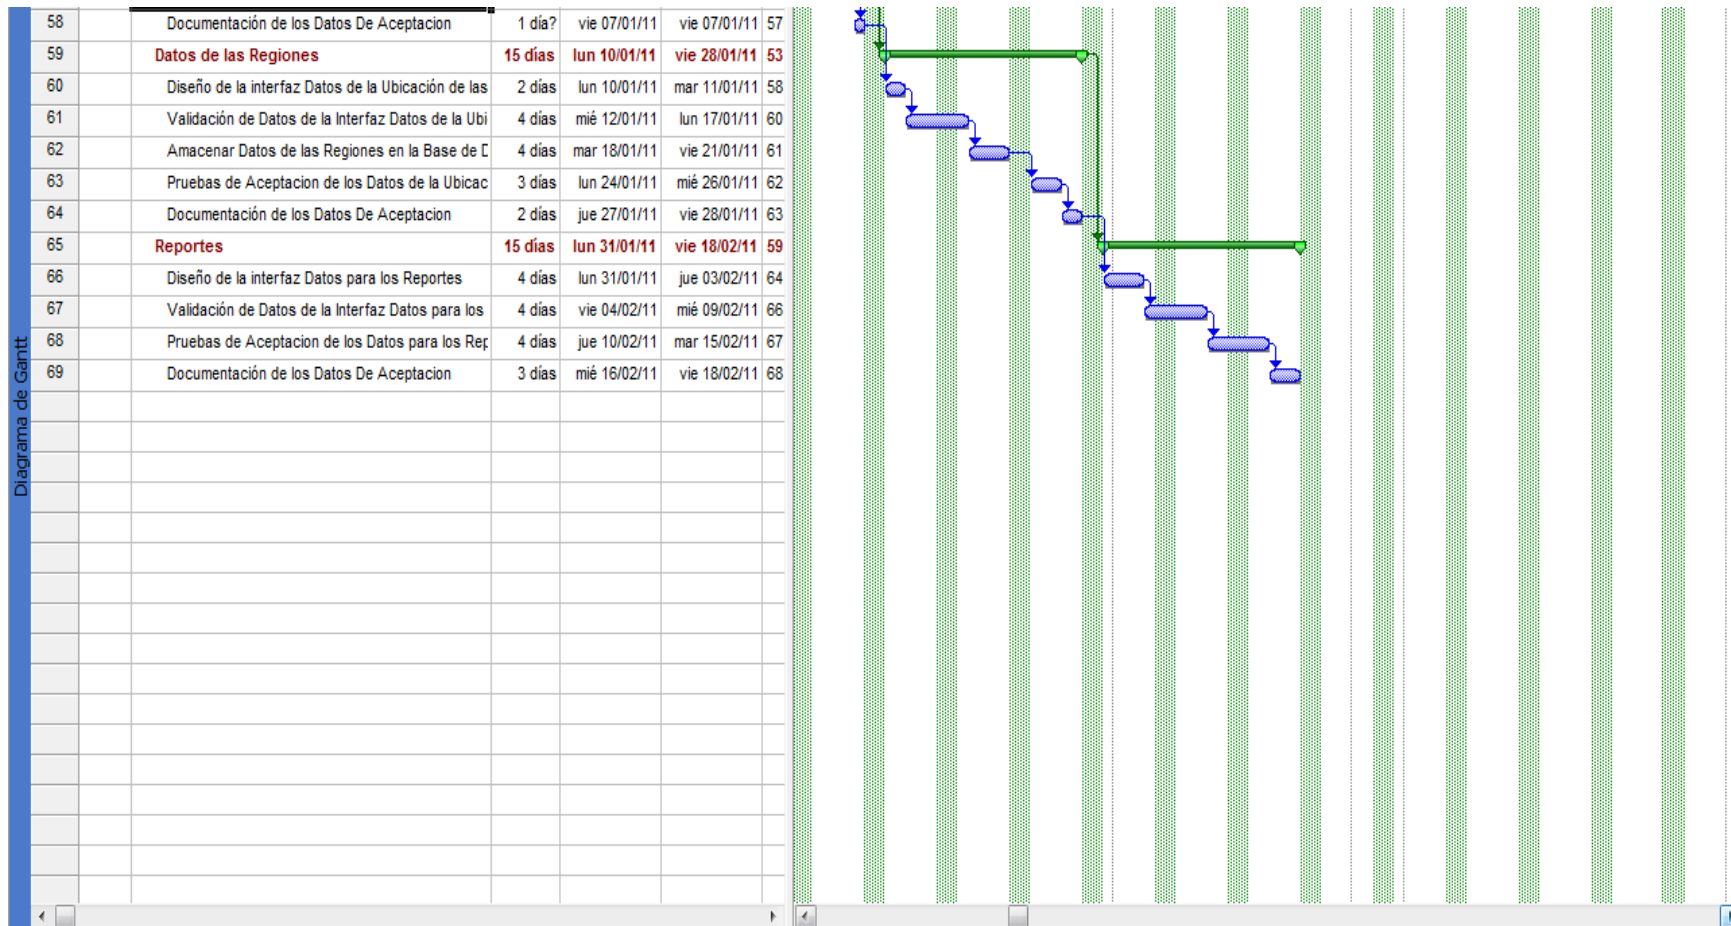 58 Documentación de los Datos De Aceptacion 1 día? vie 07/01/11 vie 07/01/11 57
59 Datos de las Regiones 15 días lun 10/01/11 vie 28/01/11 53
60 Diseño de la interfaz Datos de la Ubicación de las 2 días lun 10/01/11 mar 11/01/11 58
61 Validación de Datos de la Interfaz Datos de la Ubi 4 días mié 12/01/11 lun 17/01/11 60
62 Amacenar Datos de las Regiones en la Base de D 4 días mar 18/01/11 vie 21/01/11 61
63 Pruebas de Aceptacion de los Datos de la Ubicac 3 días lun 24/01/11 mié 26/01/11 62
64 Documentación de los Datos De Aceptacion 2 días jue 27/01/11 vie 28/01/11 63
65 Reportes 15 días lun 31/01/11 vie 18/02/11 59
66 Diseño de la interfaz Datos para los Reportes 4 días lun 31/01/11 jue 03/02/11 64
67 Validación de Datos de la Interfaz Datos para los 4 días vie 04/02/11 mié 09/02/11 66
68 Pruebas de Aceptacion de los Datos para los Rep 4 días jue 10/02/11 mar 15/02/11 67
69 Documentación de los Datos De Aceptacion 3 días mié 16/02/11 vie 18/02/11 68
Diagrama de Gantt